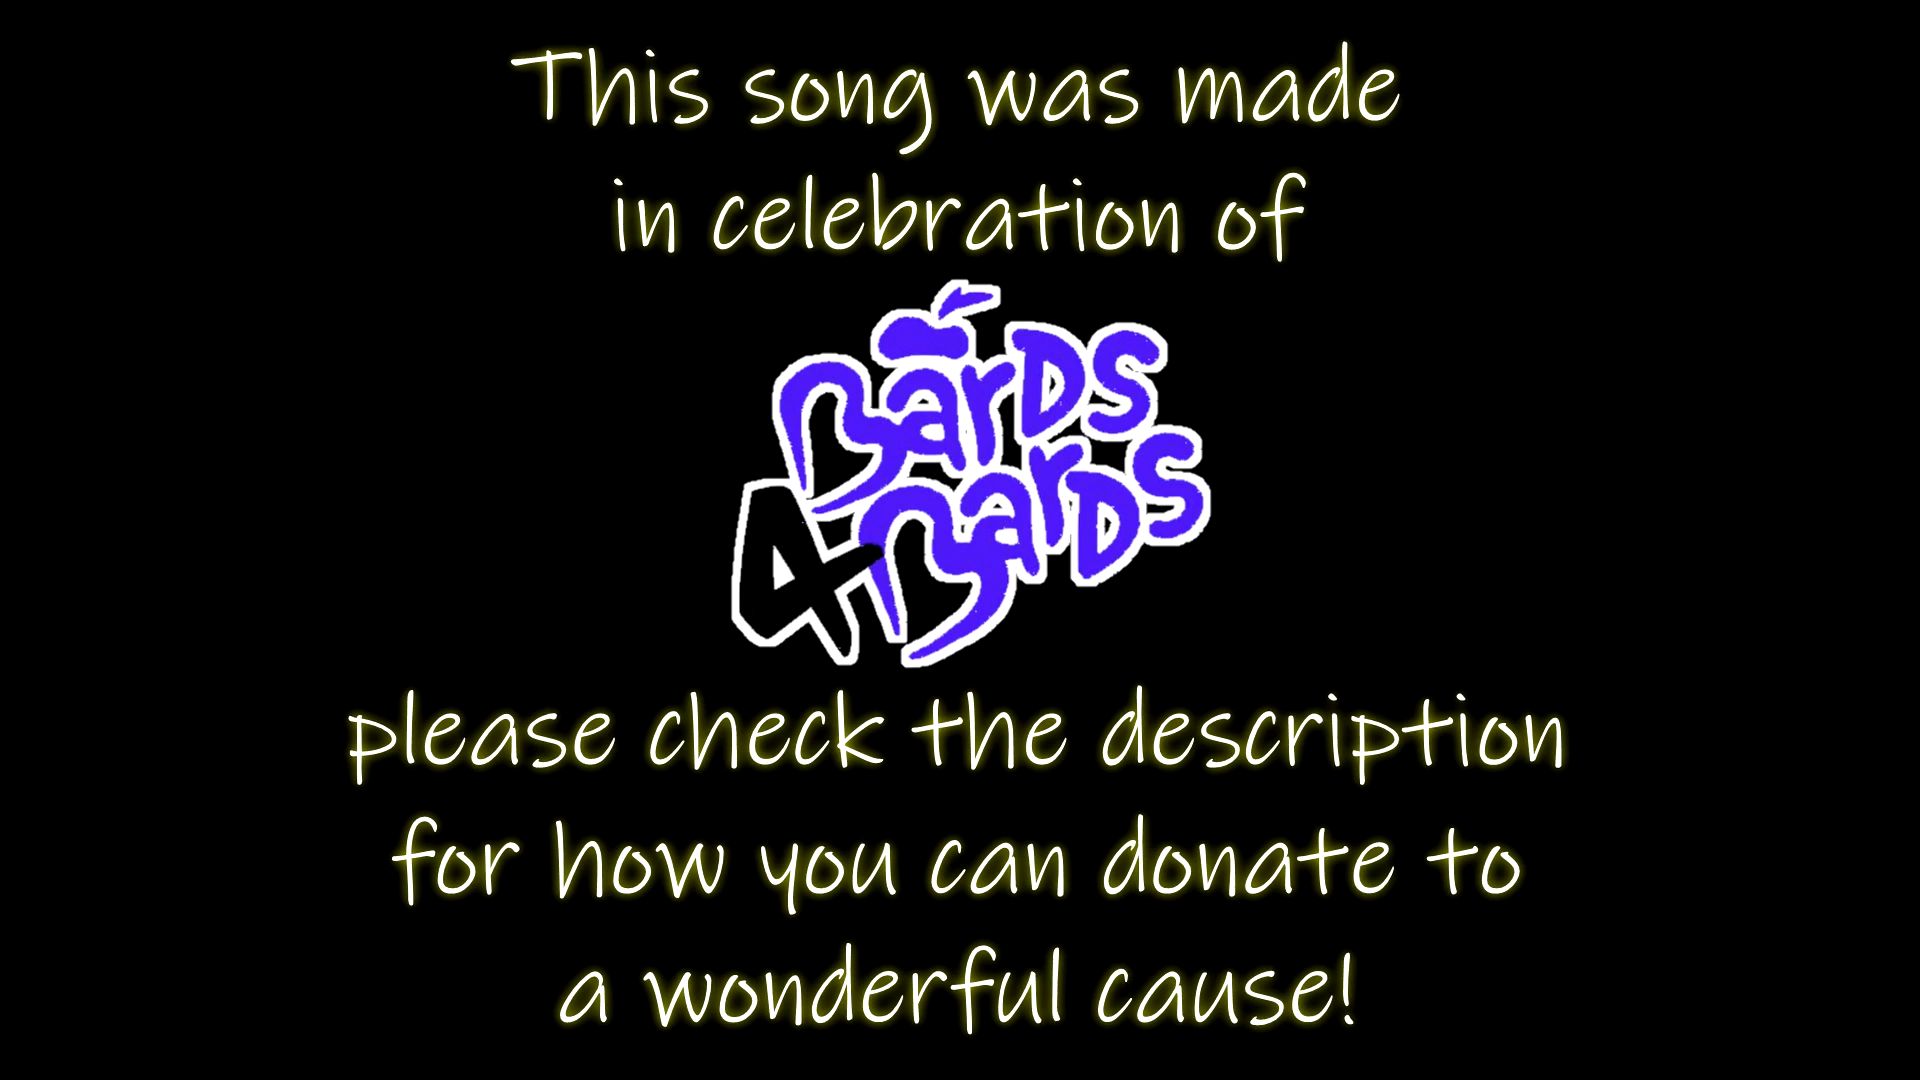 This song was made
in celebration of
BarDS
4 BarDS
please check the description
for how you can donate to
a wonderful cause!